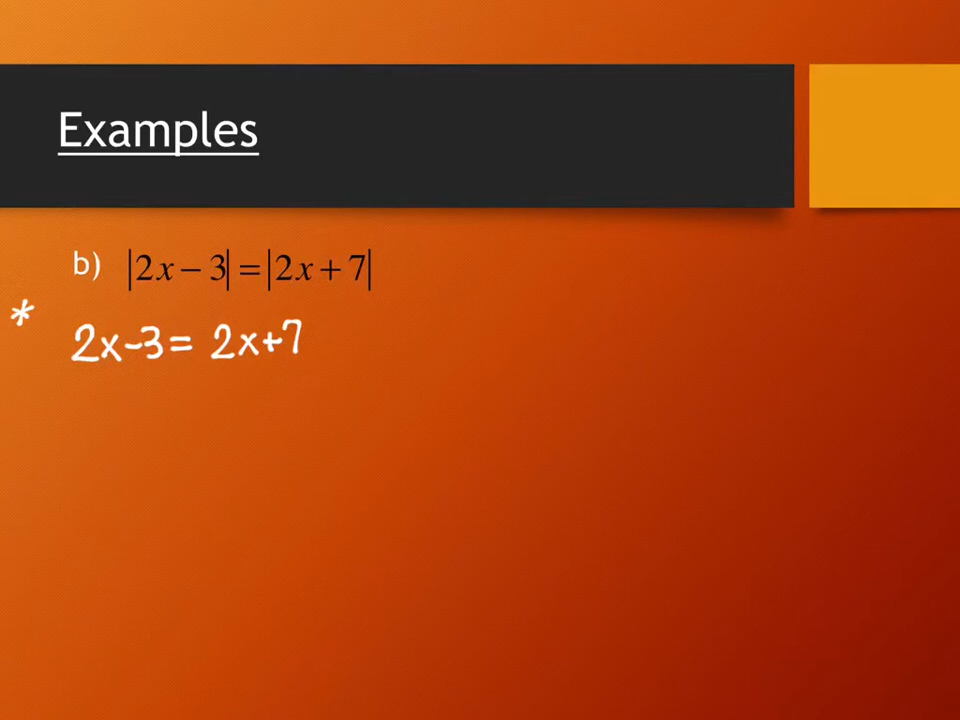 Examples
b) |2x − 3| = |2x + 7|
*
2x-3 = 2x+7